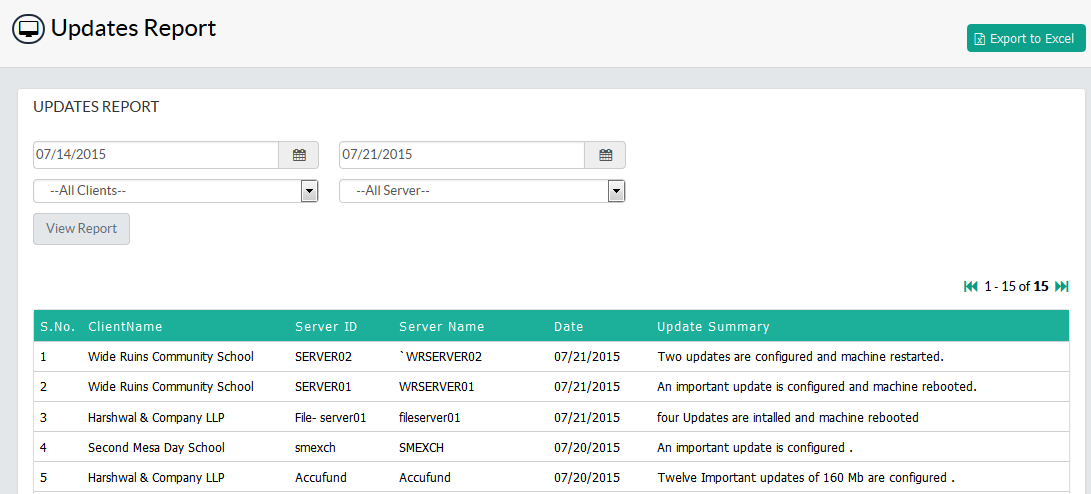 Updates Report
Export to Excel
UPDATES REPORT
07/14/2015 07/21/2015
--All Clients-- --All Server--
View Report
1 - 15 of 15
S.No. ClientName Server ID Server Name Date Update Summary
1 Wide Ruins Community School SERVER02 `WRSERVER02 07/21/2015 Two updates are configured and machine restarted.
2 Wide Ruins Community School SERVER01 WRSERVER01 07/21/2015 An important update is configured and machine rebooted.
3 Harshwal & Company LLP File- server01 fileserver01 07/21/2015 four Updates are intalled and machine rebooted
4 Second Mesa Day School smexch SMEXCH 07/20/2015 An important update is configured .
5 Harshwal & Company LLP Accufund Accufund 07/20/2015 Twelve Important updates of 160 Mb are configured .